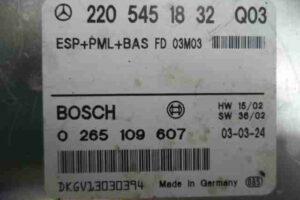 220 545 18 32 Q03
ESP+PML+BAS FD 03M03
BOSCH
HW 15/02
SW 36/02
0 265 109 607
03-03-24
DKGV13030394
Made in Germany